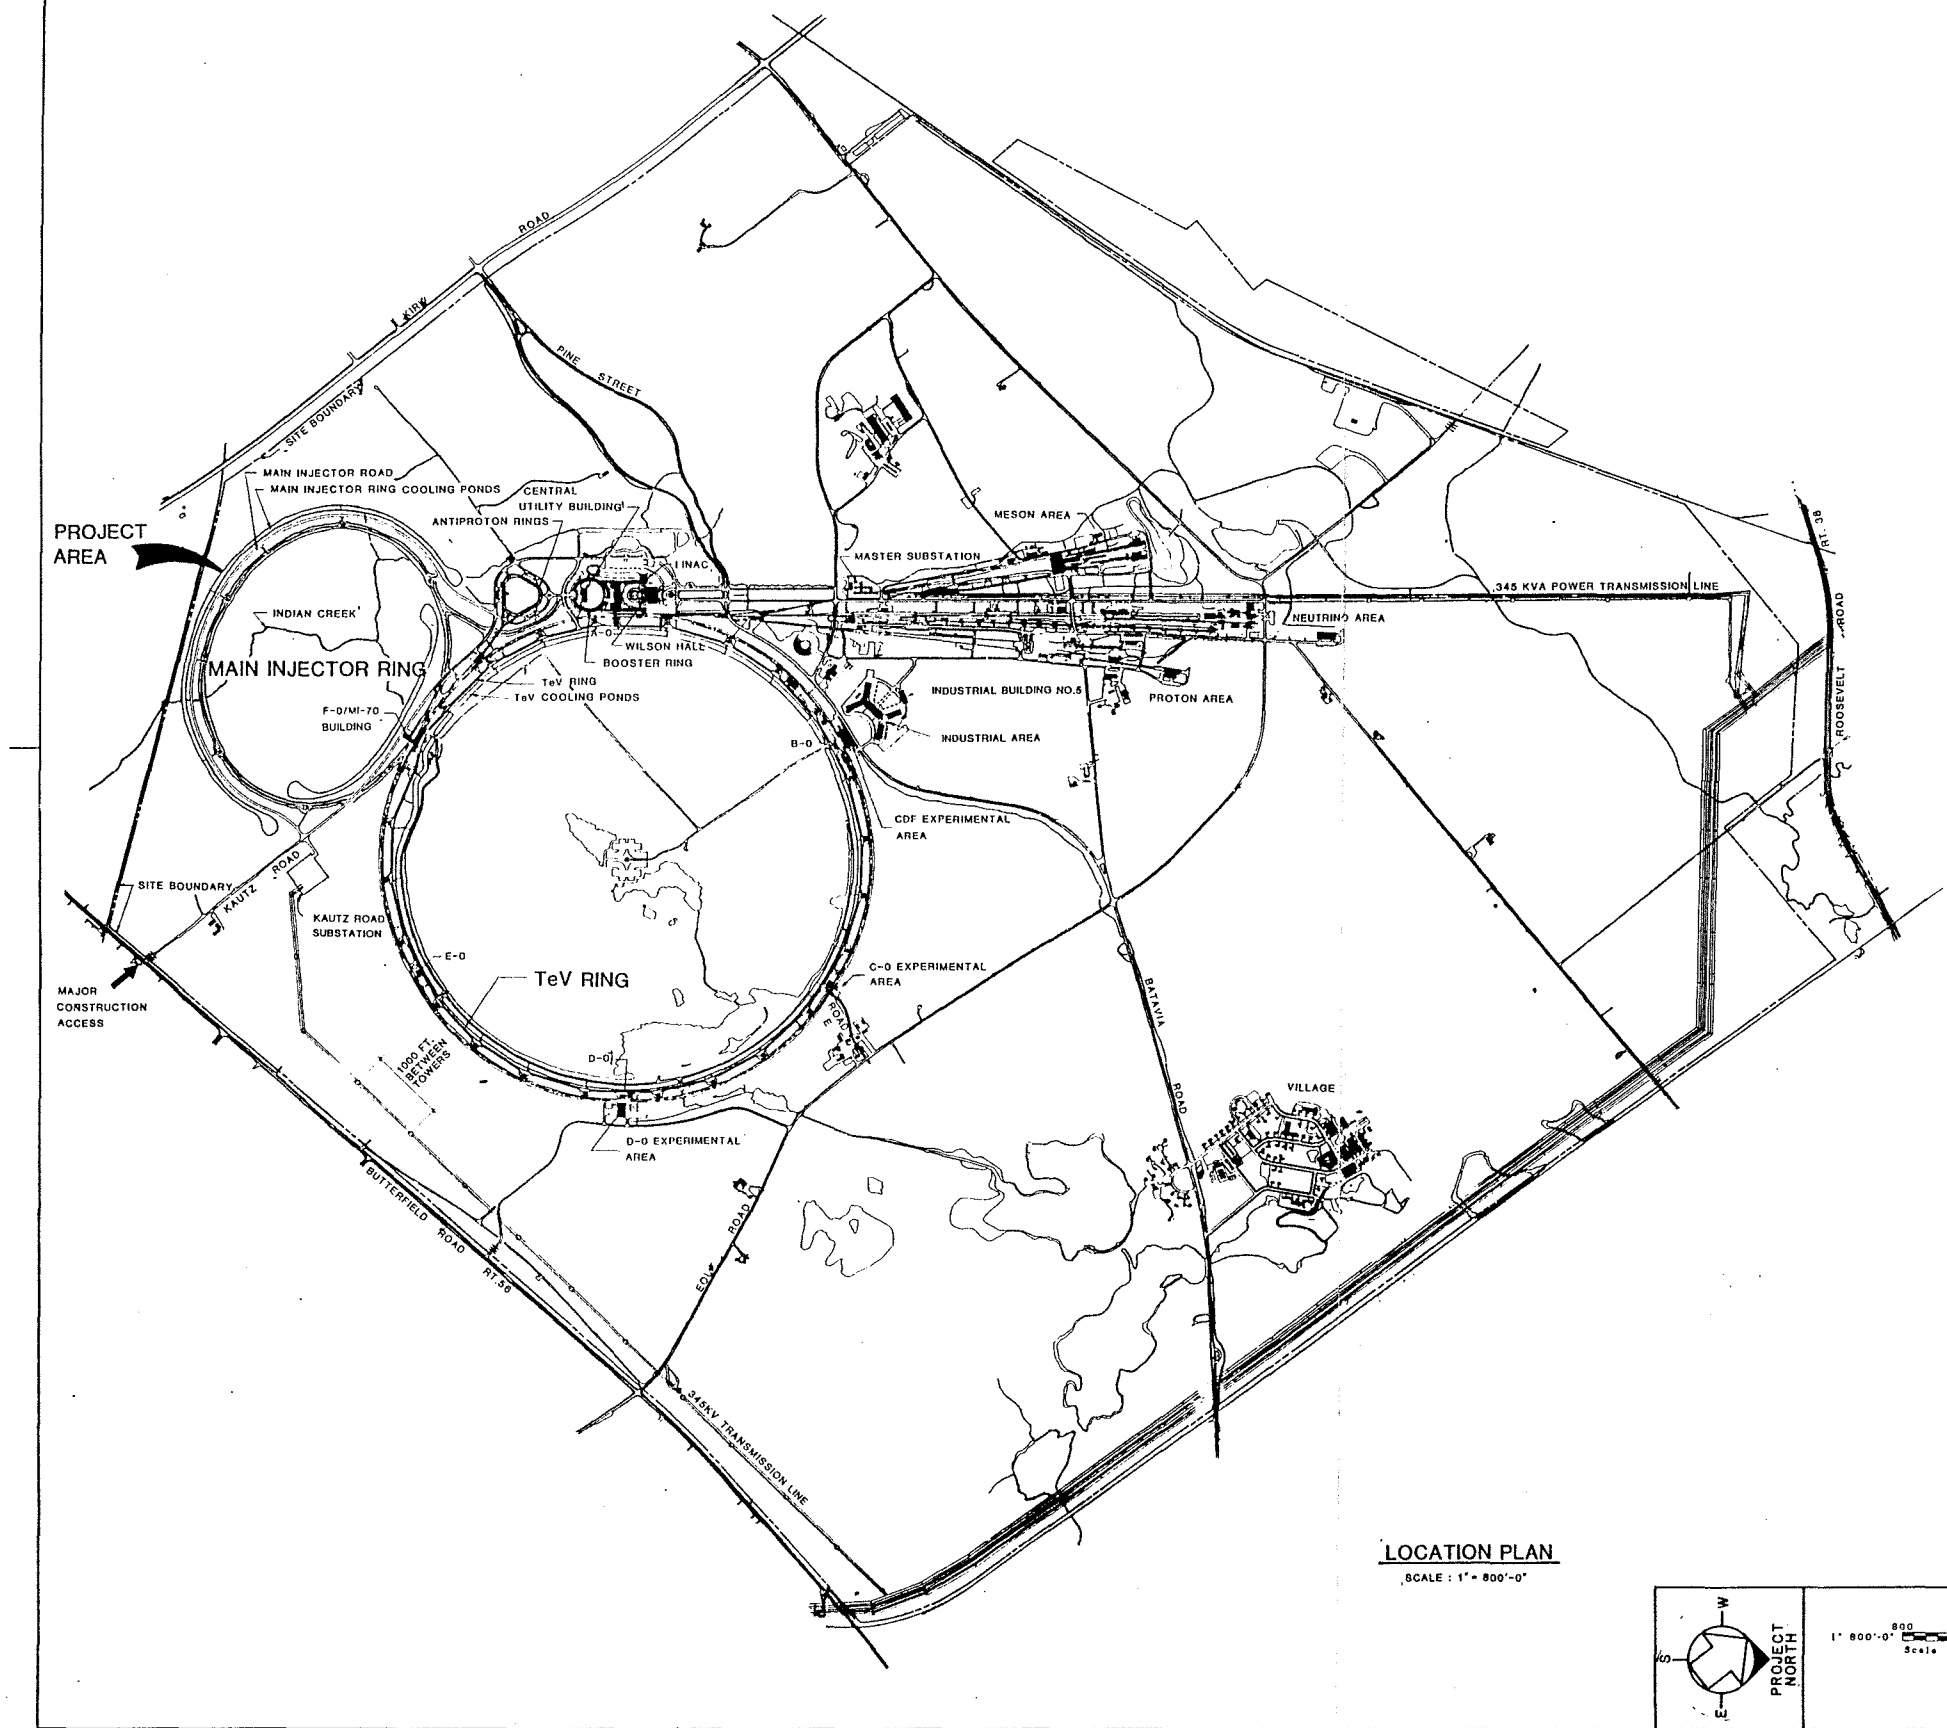 ROAD
KIRK
PINE
STREET
SITE BOUNDARY
MAIN INJECTOR ROAD
MAIN INJECTOR RING COOLING PONDS
CENTRAL
UTILITY BUILDING
ANTIPROTON RINGS
PROJECT
AREA
MESON AREA
MASTER SUBSTATION
LINAC
RT. 38
345 KVA POWER TRANSMISSION LINE
INDIAN CREEK
NEUTRINO AREA
A-0
WILSON HALL
BOOSTER RING
ROAD
ROOSEVELT
MAIN INJECTOR RING
TeV RING
TeV COOLING PONDS
INDUSTRIAL BUILDING NO.5
PROTON AREA
F-0/MI-70
BUILDING
B-0
INDUSTRIAL AREA
CDF EXPERIMENTAL
AREA
SITE BOUNDARY
KAUTZ ROAD
KAUTZ ROAD
SUBSTATION
E-0
TeV RING
C-0 EXPERIMENTAL
AREA
MAJOR
CONSTRUCTION
ACCESS
ROAD
E
BATAVIA
ROAD
1000 FT.
BETWEEN
TOWERS
D-0
VILLAGE
D-0 EXPERIMENTAL
AREA
BUTTERFIELD
ROAD
RT.56
ROAD
345KV TRANSMISSION LINE
LOCATION PLAN
SCALE : 1" = 800'-0"
W
S
E
PROJECT
NORTH
800
1" 800'-0"
Scale